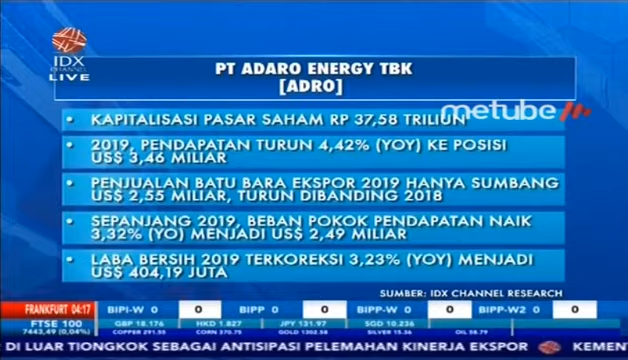 IDX
CHANNEL
LIVE
PT ADARO ENERGY TBK
[ADRO]
metube
• KAPITALISASI PASAR SAHAM RP 37,58 TRILIUN
• 2019, PENDAPATAN TURUN 4,42% (YOY) KE POSISI
US$ 3,46 MILIAR
• PENJUALAN BATU BARA EKSPOR 2019 HANYA SUMBANG
US$ 2,55 MILIAR, TURUN DIBANDING 2018
• SEPANJANG 2019, BEBAN POKOK PENDAPATAN NAIK
3,32% (YO) MENJADI US$ 2,49 MILIAR
• LABA BERSIH 2019 TERKOREKSI 3,23% (YOY) MENJADI
US$ 404,19 JUTA
SUMBER: IDX CHANNEL RESEARCH
FRANKFURT 04:17 BIPI-W 0 0 BIPP 0 0 BIPP-W 0 0 BIPP-W2 0 0
FTSE 100 GBP 18.176 HKD 1.827 JPY 131.97 SGD 10.236
7443,49 (0,04%) COPPER 291.55 CORN 370.75 GOLD 1302.58 SILVER 15.36 OIL 58.79
DI LUAR TIONGKOK SEBAGAI ANTISIPASI PELEMAHAN KINERJA EKSPOR KEMENT